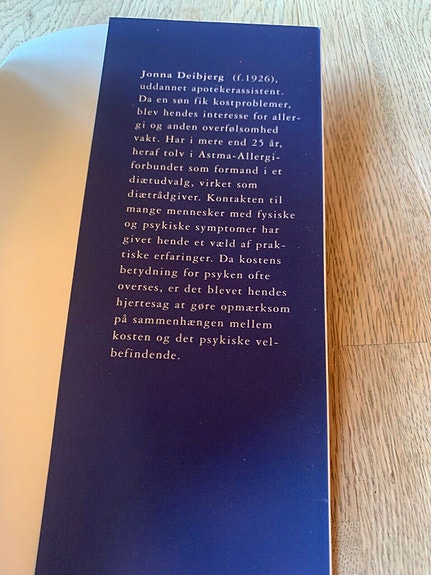 Jonna Deibjerg (f.1926),
uddannet apotekerassistent.
Da en søn fik kostproblemer,
blev hendes interesse for aller-
gi og anden overfølsomhed
vakt. Har i mere end 25 år,
heraf tolv i Astma-Allergi-
forbundet som formand i et
diætudvalg, virket som
diætrådgiver. Kontakten til
mange mennesker med fysiske
og psykiske symptomer har
givet hende et væld af prak-
tiske erfaringer. Da kostens
betydning for psyken ofte
overses, er det blevet hendes
hjertesag at gøre opmærksom
på sammenhængen mellem
kosten og det psykiske vel-
befindende.